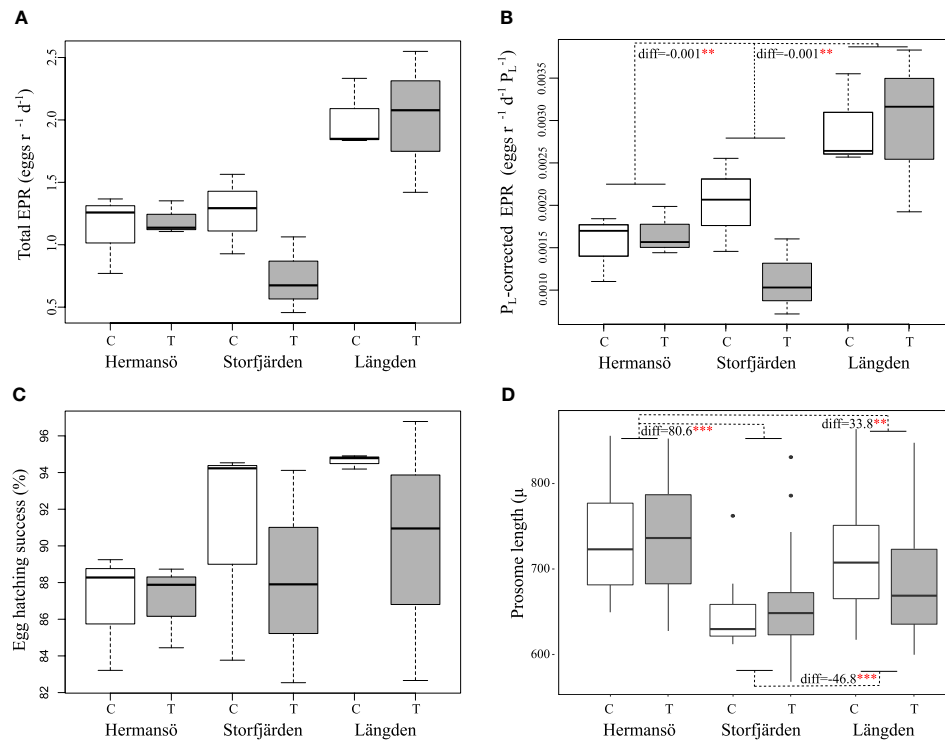 A
Total EPR (eggs r ⁻¹ d⁻¹)
2.5
2.0
1.5
1.0
0.5
C T C T C T
Hermansö Storfjärden Längden
B
P_L-corrected EPR (eggs r ⁻¹ d⁻¹ P_L⁻¹)
diff=-0.001** diff=-0.001**
0.0035
0.0030
0.0025
0.0020
0.0015
0.0010
C T C T C T
Hermansö Storfjärden Längden
C
Egg hatching success (%)
96
94
92
90
88
86
84
82
C T C T C T
Hermansö Storfjärden Längden
D
Prosome length (μ
diff=80.6*** diff=33.8**
800
700
600
diff=-46.8***
C T C T C T
Hermansö Storfjärden Längden